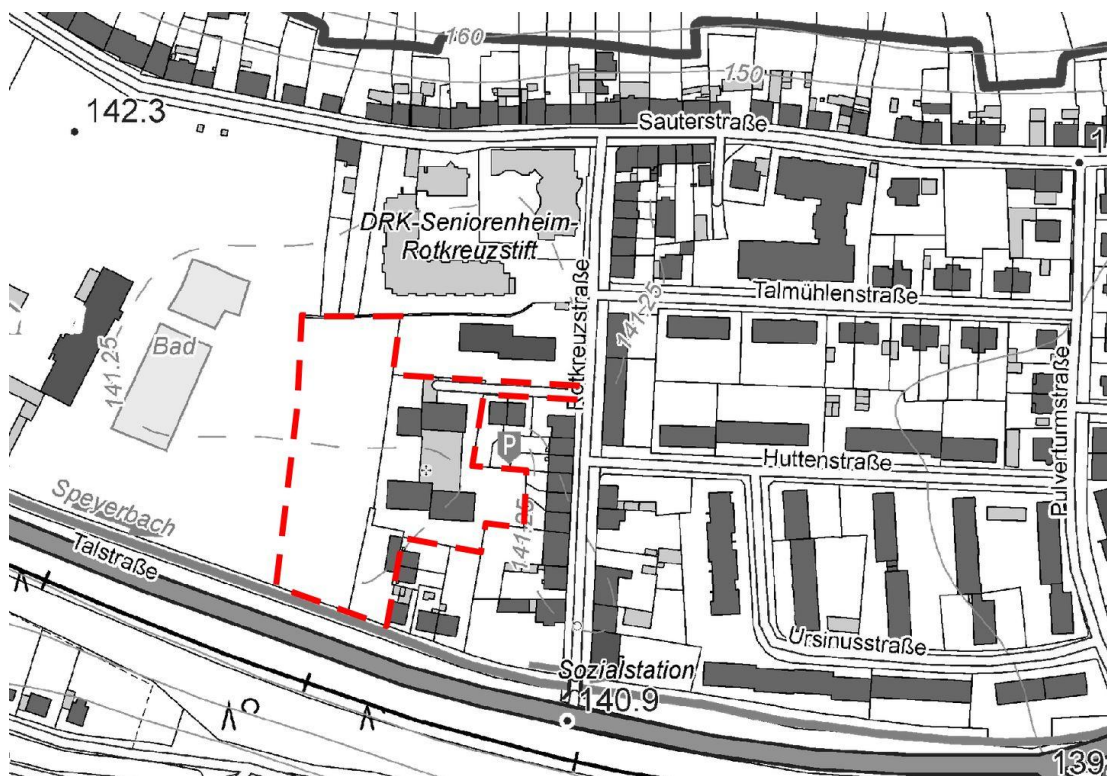 160
150
142.3
Sauterstraße
1
DRK-Seniorenheim-
Rotkreuzstift
Rotkreuzstraße
141.25
Talmühlenstraße
Bad
141.25
Pulverturmstraße
P
Huttenstraße
141.25
Speyerbach
Talstraße
Ursinusstraße
Sozialstation
140.9
139